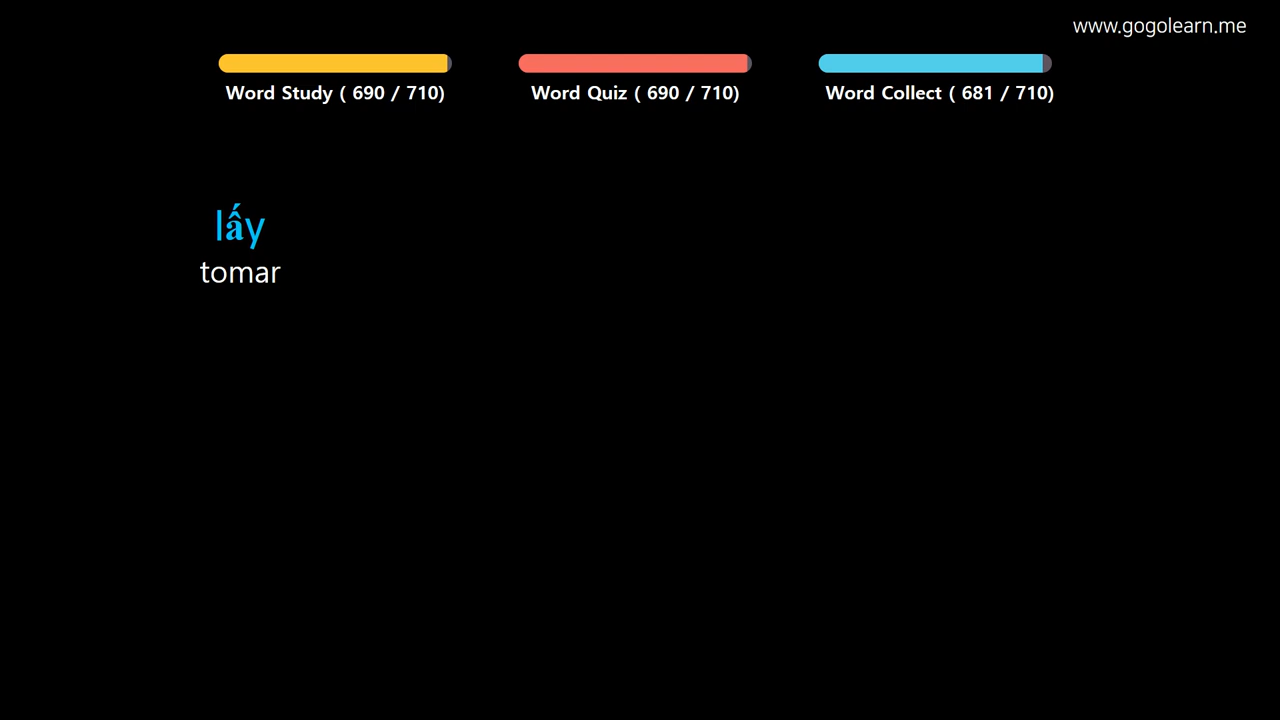 www.gogolearn.me
Word Study ( 690 / 710)
Word Quiz ( 690 / 710)
Word Collect ( 681 / 710)
lấy
tomar